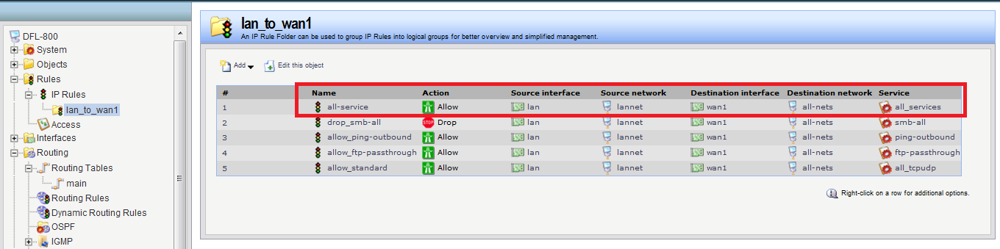 DFL-800
System
Objects
Rules
IP Rules
lan_to_wan1
Access
Interfaces
Routing
Routing Tables
main
Routing Rules
Dynamic Routing Rules
OSPF
IGMP
lan_to_wan1
An IP Rule Folder can be used to group IP Rules into logical groups for better overview and simplified management.
Add Edit this object
# Name Action Source interface Source network Destination interface Destination network Service
1 all-service Allow lan lannet wan1 all-nets all_services
2 drop_smb-all Drop lan lannet wan1 all-nets smb-all
3 allow_ping-outbound Allow lan lannet wan1 all-nets ping-outbound
4 allow_ftp-passthrough Allow lan lannet wan1 all-nets ftp-passthrough
5 allow_standard Allow lan lannet wan1 all-nets all_tcpudp
Right-click on a row for additional options.